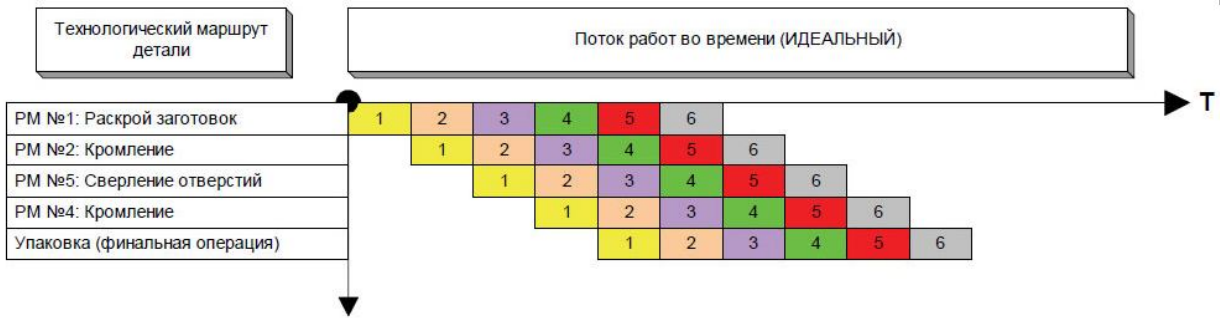 Технологический маршрут
детали
Поток работ во времени (ИДЕАЛЬНЫЙ)
T
РМ №1: Раскрой заготовок 1 2 3 4 5 6
РМ №2: Кромление 1 2 3 4 5 6
РМ №5: Сверление отверстий 1 2 3 4 5 6
РМ №4: Кромление 1 2 3 4 5 6
Упаковка (финальная операция) 1 2 3 4 5 6